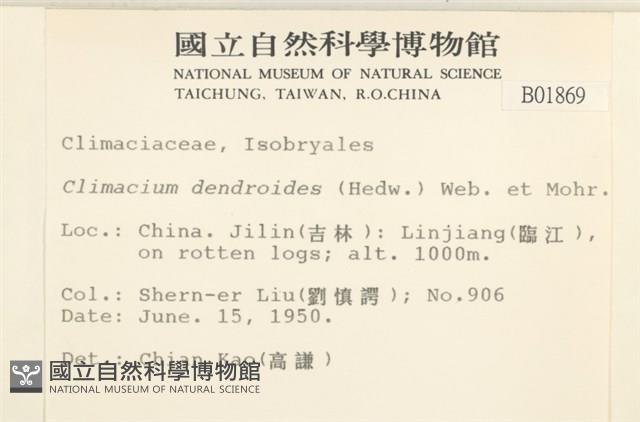 國立自然科學博物館
NATIONAL MUSEUM OF NATURAL SCIENCE
TAICHUNG, TAIWAN, R.O.CHINA
B01869
Climaciaceae, Isobryales
Climacium dendroides (Hedw.) Web. et Mohr.
Loc.: China. Jilin(吉林): Linjiang(臨江),
on rotten logs; alt. 1000m.
Col.: Shern-er Liu(劉慎諤); No.906
Date: June. 15, 1950.
Det.: Chian Kao(高謙)
國立自然科學博物館
NATIONAL MUSEUM OF NATURAL SCIENCE